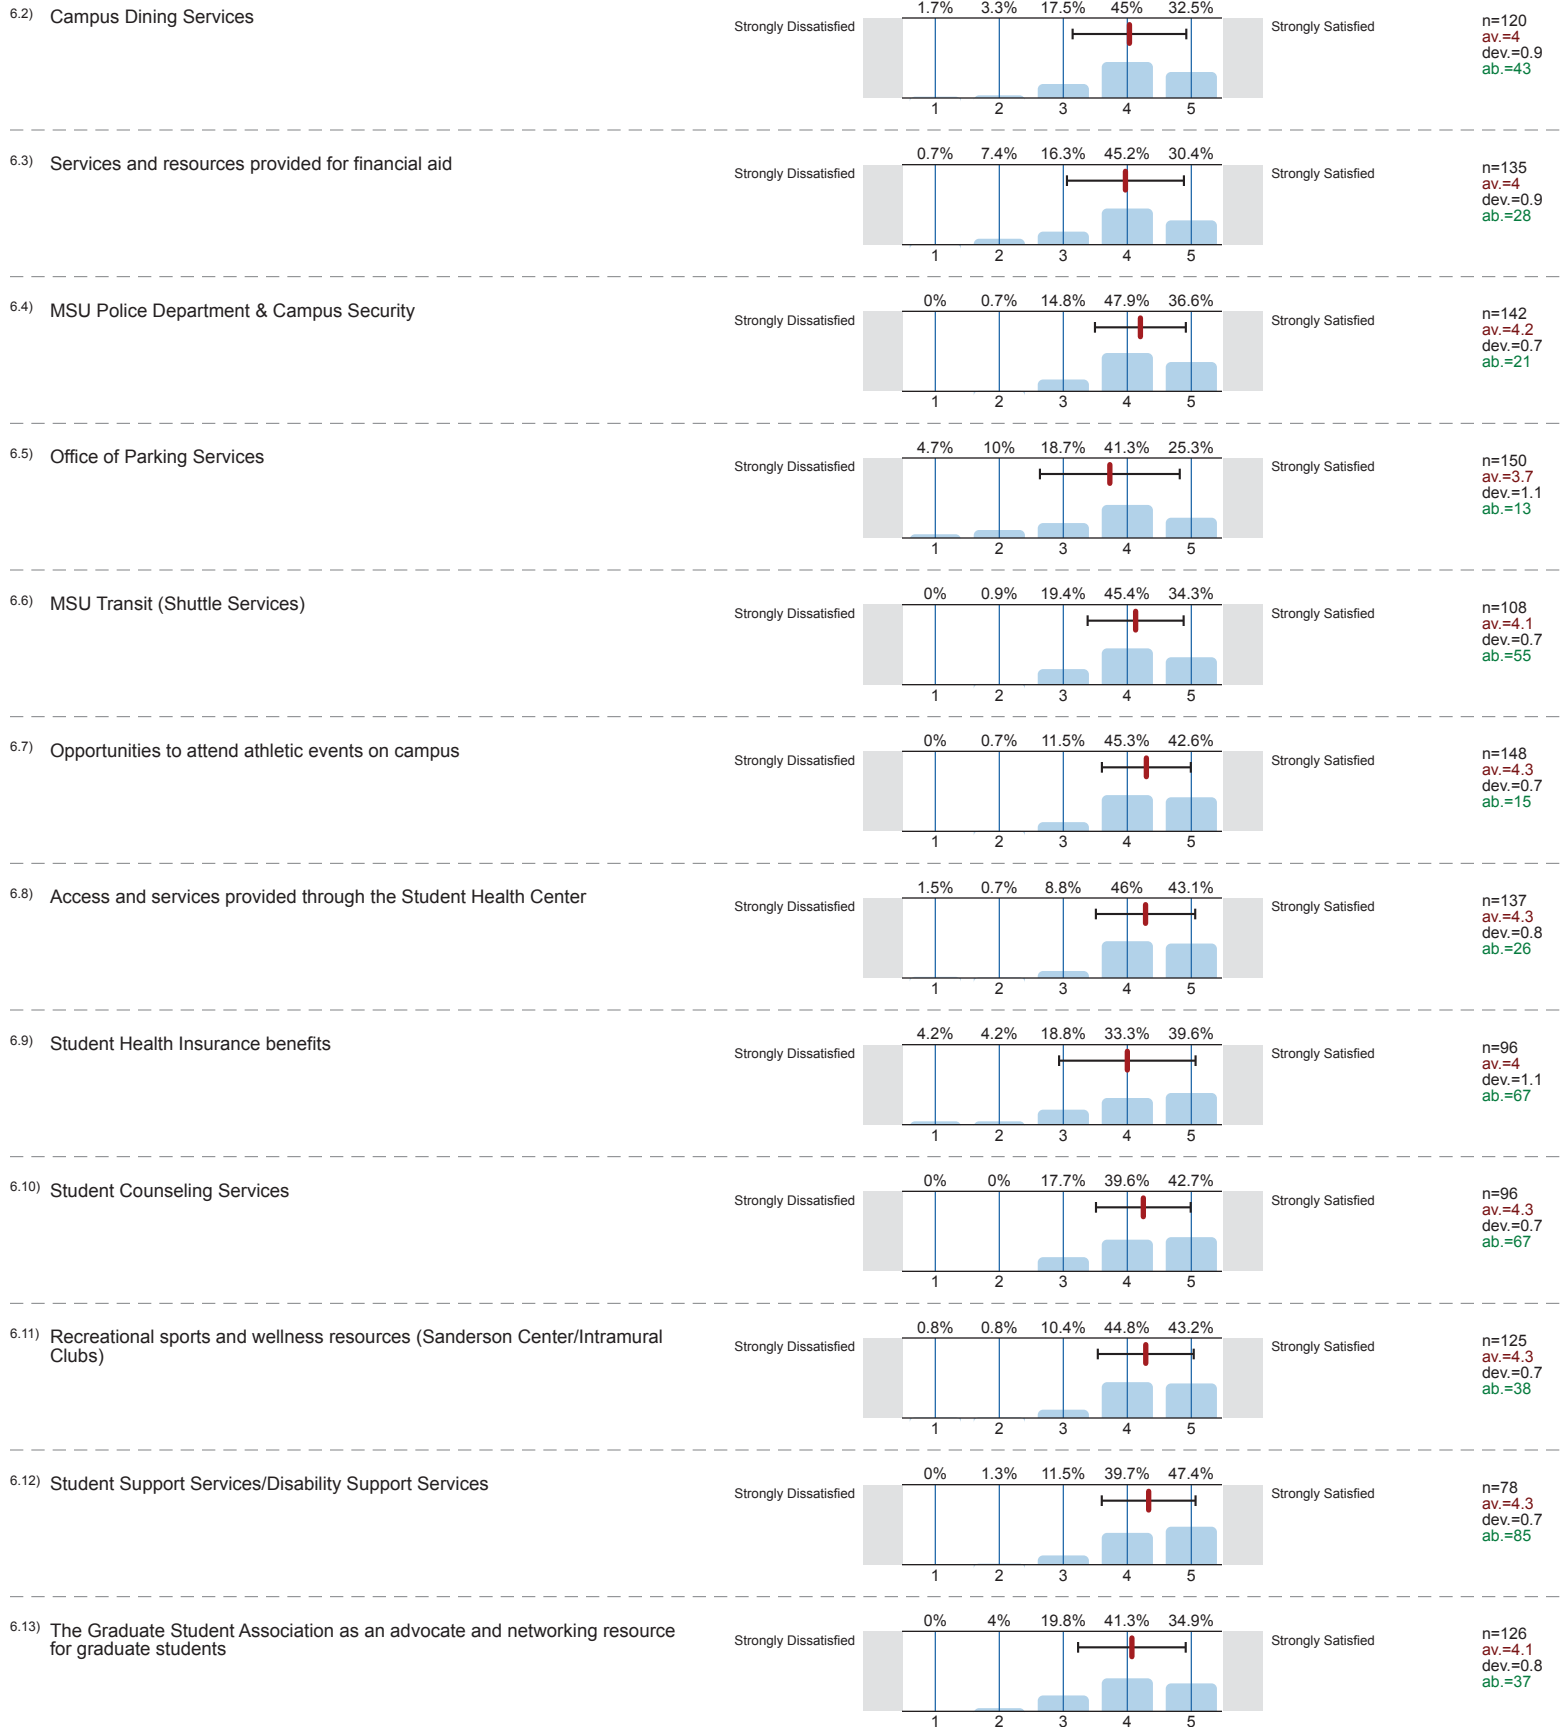 6.2) Campus Dining Services
1.7% 3.3% 17.5% 45% 32.5%
Strongly Dissatisfied
Strongly Satisfied
n=120
av.=4
dev.=0.9
ab.=43
1 2 3 4 5
6.3) Services and resources provided for financial aid
0.7% 7.4% 16.3% 45.2% 30.4%
Strongly Dissatisfied
Strongly Satisfied
n=135
av.=4
dev.=0.9
ab.=28
1 2 3 4 5
6.4) MSU Police Department & Campus Security
0% 0.7% 14.8% 47.9% 36.6%
Strongly Dissatisfied
Strongly Satisfied
n=142
av.=4.2
dev.=0.7
ab.=21
1 2 3 4 5
6.5) Office of Parking Services
4.7% 10% 18.7% 41.3% 25.3%
Strongly Dissatisfied
Strongly Satisfied
n=150
av.=3.7
dev.=1.1
ab.=13
1 2 3 4 5
6.6) MSU Transit (Shuttle Services)
0% 0.9% 19.4% 45.4% 34.3%
Strongly Dissatisfied
Strongly Satisfied
n=108
av.=4.1
dev.=0.7
ab.=55
1 2 3 4 5
6.7) Opportunities to attend athletic events on campus
0% 0.7% 11.5% 45.3% 42.6%
Strongly Dissatisfied
Strongly Satisfied
n=148
av.=4.3
dev.=0.7
ab.=15
1 2 3 4 5
6.8) Access and services provided through the Student Health Center
1.5% 0.7% 8.8% 46% 43.1%
Strongly Dissatisfied
Strongly Satisfied
n=137
av.=4.3
dev.=0.8
ab.=26
1 2 3 4 5
6.9) Student Health Insurance benefits
4.2% 4.2% 18.8% 33.3% 39.6%
Strongly Dissatisfied
Strongly Satisfied
n=96
av.=4
dev.=1.1
ab.=67
1 2 3 4 5
6.10) Student Counseling Services
0% 0% 17.7% 39.6% 42.7%
Strongly Dissatisfied
Strongly Satisfied
n=96
av.=4.3
dev.=0.7
ab.=67
1 2 3 4 5
6.11) Recreational sports and wellness resources (Sanderson Center/Intramural
Clubs)
0.8% 0.8% 10.4% 44.8% 43.2%
Strongly Dissatisfied
Strongly Satisfied
n=125
av.=4.3
dev.=0.7
ab.=38
1 2 3 4 5
6.12) Student Support Services/Disability Support Services
0% 1.3% 11.5% 39.7% 47.4%
Strongly Dissatisfied
Strongly Satisfied
n=78
av.=4.3
dev.=0.7
ab.=85
1 2 3 4 5
6.13) The Graduate Student Association as an advocate and networking resource
for graduate students
0% 4% 19.8% 41.3% 34.9%
Strongly Dissatisfied
Strongly Satisfied
n=126
av.=4.1
dev.=0.8
ab.=37
1 2 3 4 5